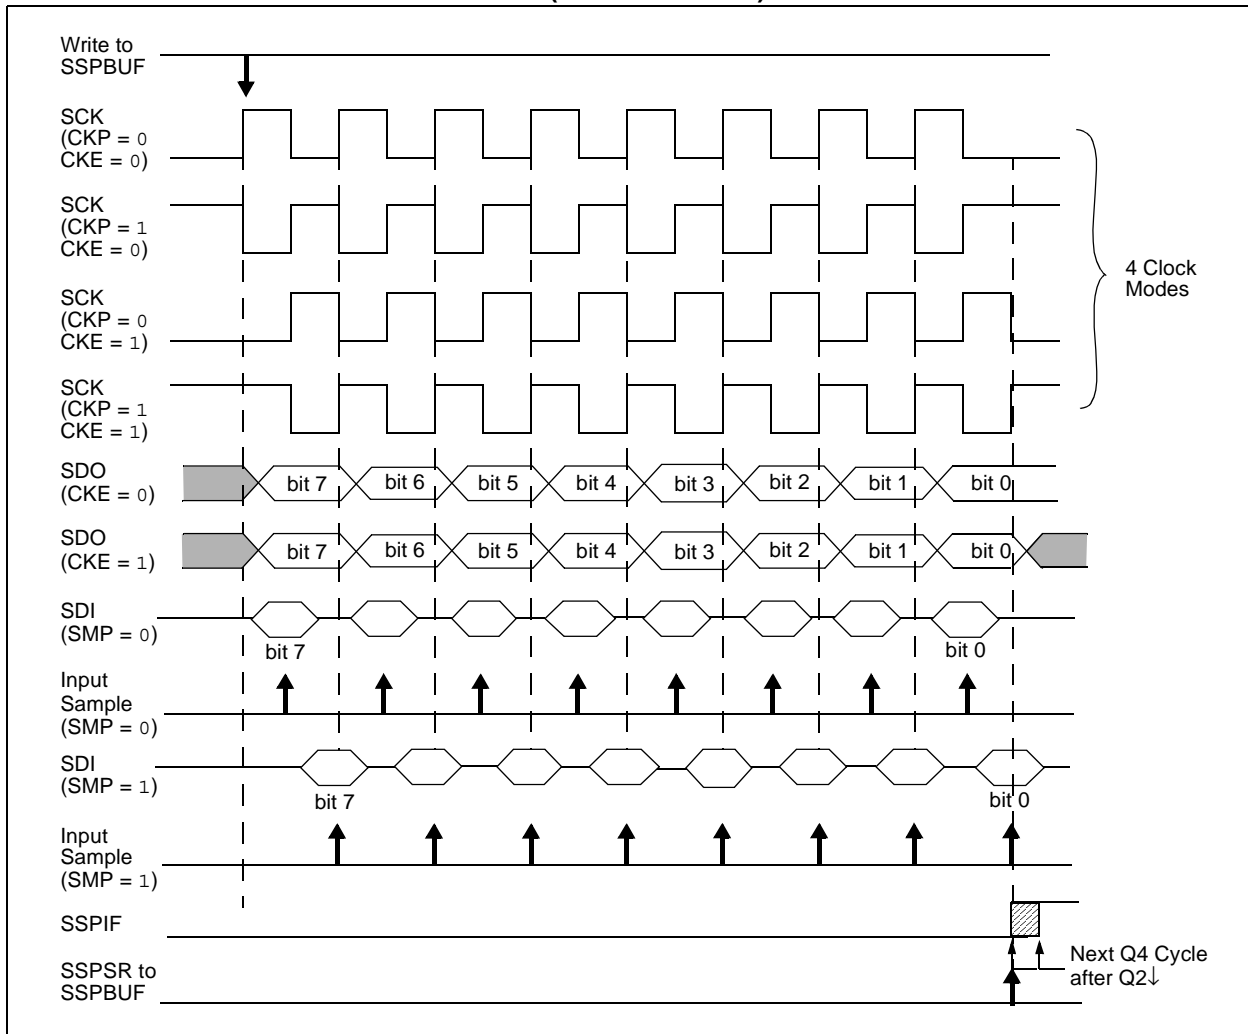 Write to
SSPBUF
SCK
(CKP = 0
CKE = 0)
SCK
(CKP = 1
CKE = 0)
4 Clock
Modes
SCK
(CKP = 0
CKE = 1)
SCK
(CKP = 1
CKE = 1)
SDO
(CKE = 0)
bit 7 bit 6 bit 5 bit 4 bit 3 bit 2 bit 1 bit 0
SDO
(CKE = 1)
bit 7 bit 6 bit 5 bit 4 bit 3 bit 2 bit 1 bit 0
SDI
(SMP = 0)
bit 7 bit 0
Input
Sample
(SMP = 0)
SDI
(SMP = 1)
bit 7 bit 0
Input
Sample
(SMP = 1)
SSPIF
Next Q4 Cycle
after Q2↓
SSPSR to
SSPBUF